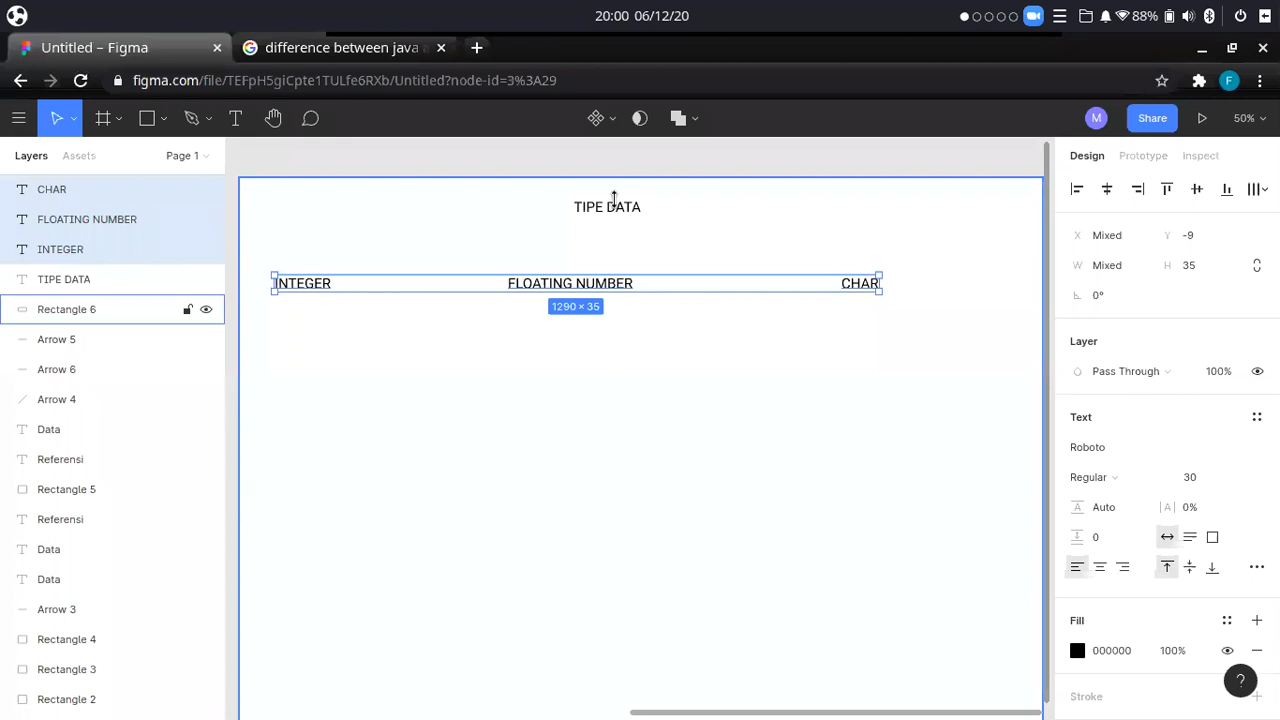 20:00 06/12/20
88%
Untitled – Figma
difference between java a
figma.com/file/TEFpH5giCpte1TULfe6RXb/Untitled?node-id=3%3A29
F
M
Share
50%
Layers
Assets
Page 1
CHAR
FLOATING NUMBER
INTEGER
TIPE DATA
Rectangle 6
Arrow 5
Arrow 6
Arrow 4
Data
Referensi
Rectangle 5
Referensi
Data
Data
Arrow 3
Rectangle 4
Rectangle 3
Rectangle 2
TIPE DATA
INTEGER FLOATING NUMBER CHAR
1290 × 35
Design
Prototype
Inspect
X Mixed Y -9
W Mixed H 35
0°
Layer
Pass Through 100%
Text
Roboto
Regular 30
Auto |A| 0%
0
Fill
000000 100%
Stroke
?